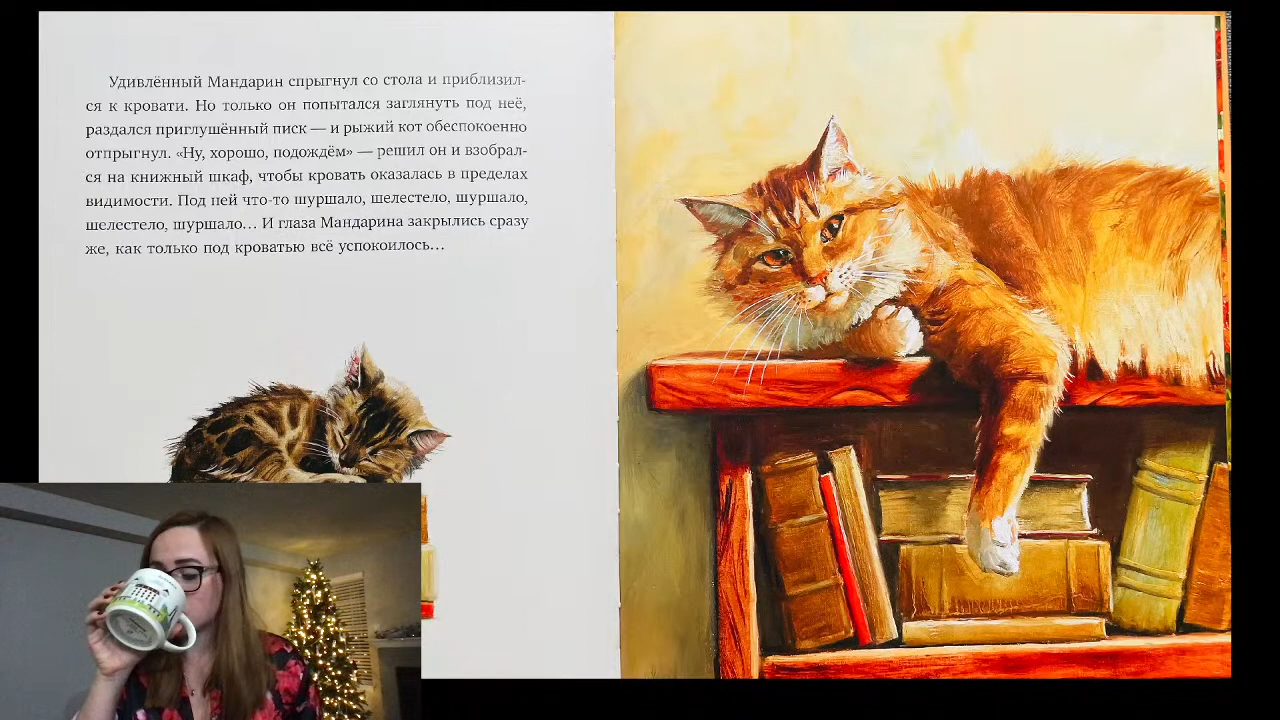 Удивлённый Мандарин спрыгнул со стола и приблизил-
ся к кровати. Но только он попытался заглянуть под неё,
раздался приглушённый писк — и рыжий кот обеспокоенно
отпрыгнул. «Ну, хорошо, подождём» — решил он и взобрал-
ся на книжный шкаф, чтобы кровать оказалась в пределах
видимости. Под ней что-то шуршало, шелестело, шуршало,
шелестело, шуршало... И глаза Мандарина закрылись сразу
же, как только под кроватью всё успокоилось...